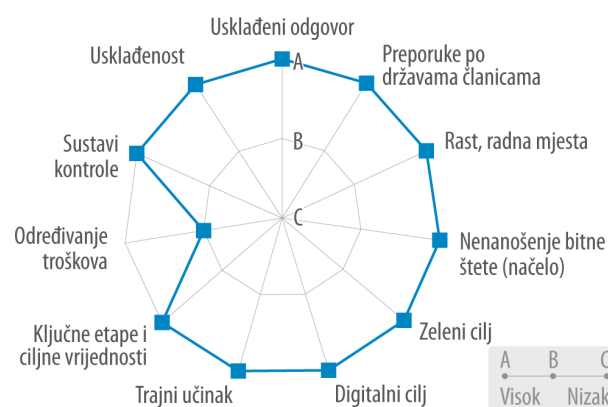 Usklađeni odgovor
Preporuke po
državama članicama
Rast, radna mjesta
Nenanošenje bitne
štete (načelo)
Zeleni cilj
Digitalni cilj
Trajni učinak
Ključne etape i
ciljne vrijednosti
Određivanje
troškova
Sustavi
kontrole
Usklađenost
A
B
C
A B C
Visok Nizak